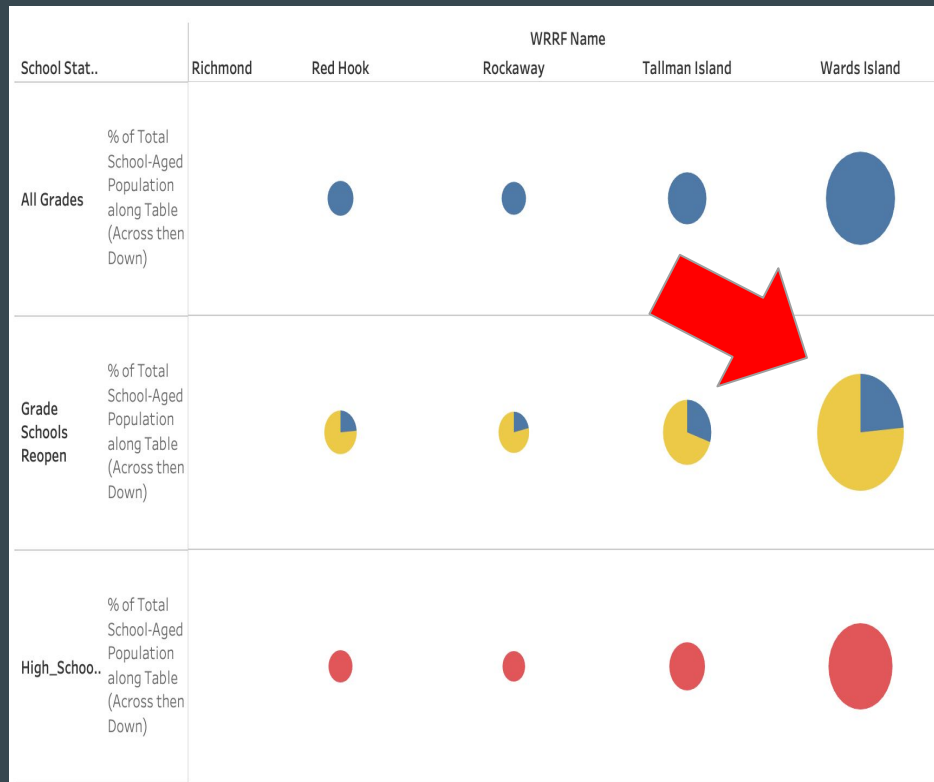 WRRF Name
School Stat.. Richmond Red Hook Rockaway Tallman Island Wards Island
All Grades
% of Total
School-Aged
Population
along Table
(Across then
Down)
Grade
Schools
Reopen
% of Total
School-Aged
Population
along Table
(Across then
Down)
High_Schoo..
% of Total
School-Aged
Population
along Table
(Across then
Down)